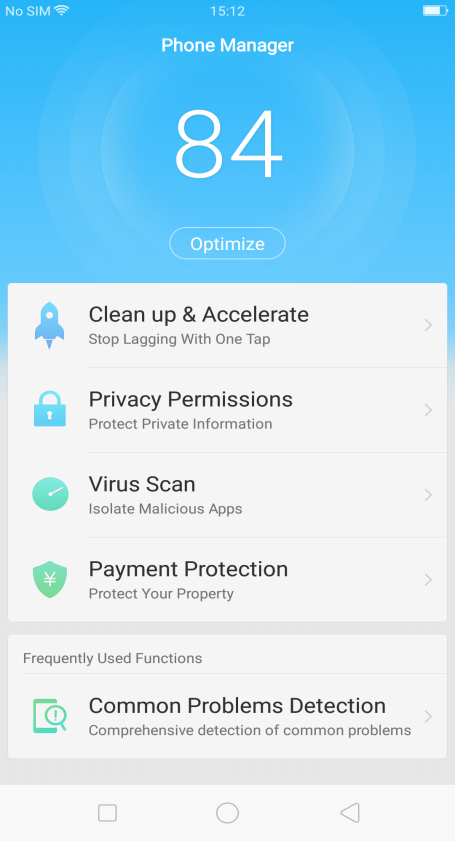 No SIM
15:12
Phone Manager
84
Optimize
Clean up & Accelerate
Stop Lagging With One Tap
Privacy Permissions
Protect Private Information
Virus Scan
Isolate Malicious Apps
¥
Payment Protection
Protect Your Property
Frequently Used Functions
Common Problems Detection
Comprehensive detection of common problems